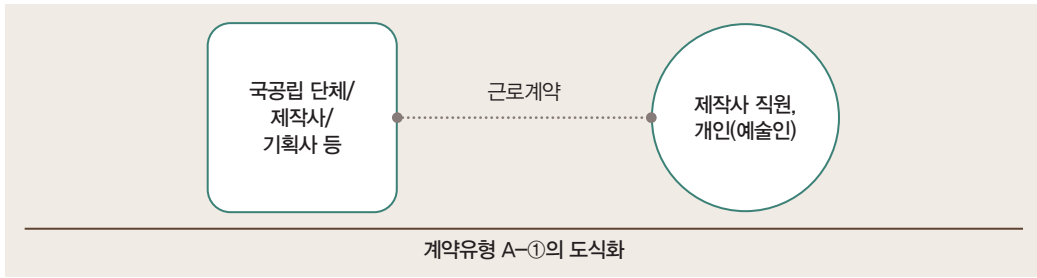 국공립 단체/
제작사/
기획사 등
근로계약
제작사 직원,
개인(예술인)
계약유형 A-①의 도식화